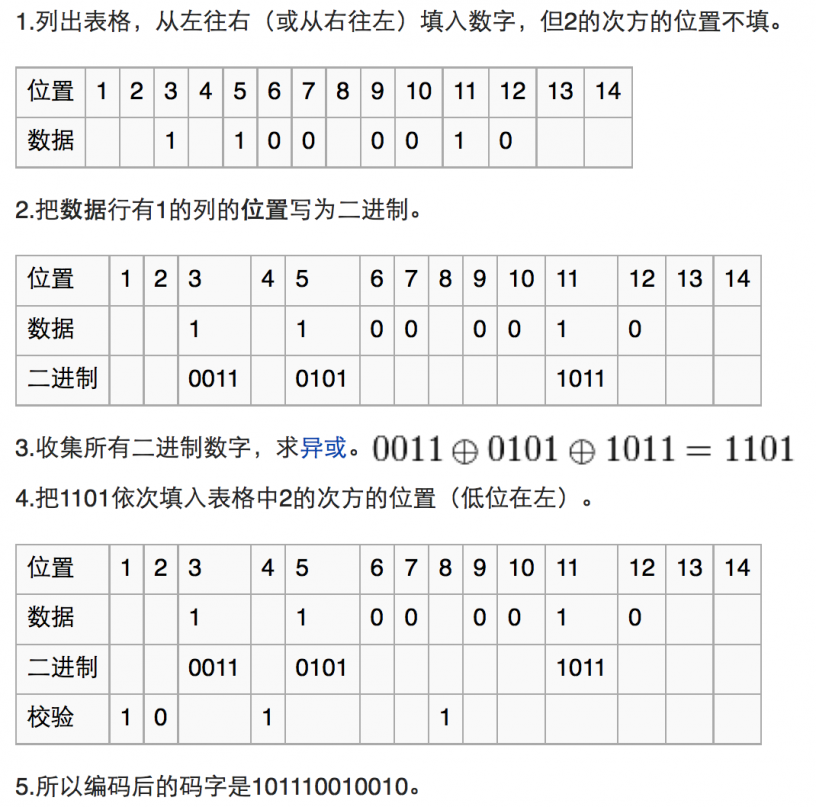 1.列出表格，从左往右（或从右往左）填入数字，但2的次方的位置不填。
位置 1 2 3 4 5 6 7 8 9 10 11 12 13 14
数据 1 1 0 0 0 0 1 0
2.把数据行有1的列的位置写为二进制。
位置 1 2 3 4 5 6 7 8 9 10 11 12 13 14
数据 1 1 0 0 0 0 1 0
二进制 0011 0101 1011
3.收集所有二进制数字，求异或。0011 ⊕ 0101 ⊕ 1011 = 1101
4.把1101依次填入表格中2的次方的位置（低位在左）。
位置 1 2 3 4 5 6 7 8 9 10 11 12 13 14
数据 1 1 0 0 0 0 1 0
二进制 0011 0101 1011
校验 1 0 1 1
5.所以编码后的码字是101110010010。